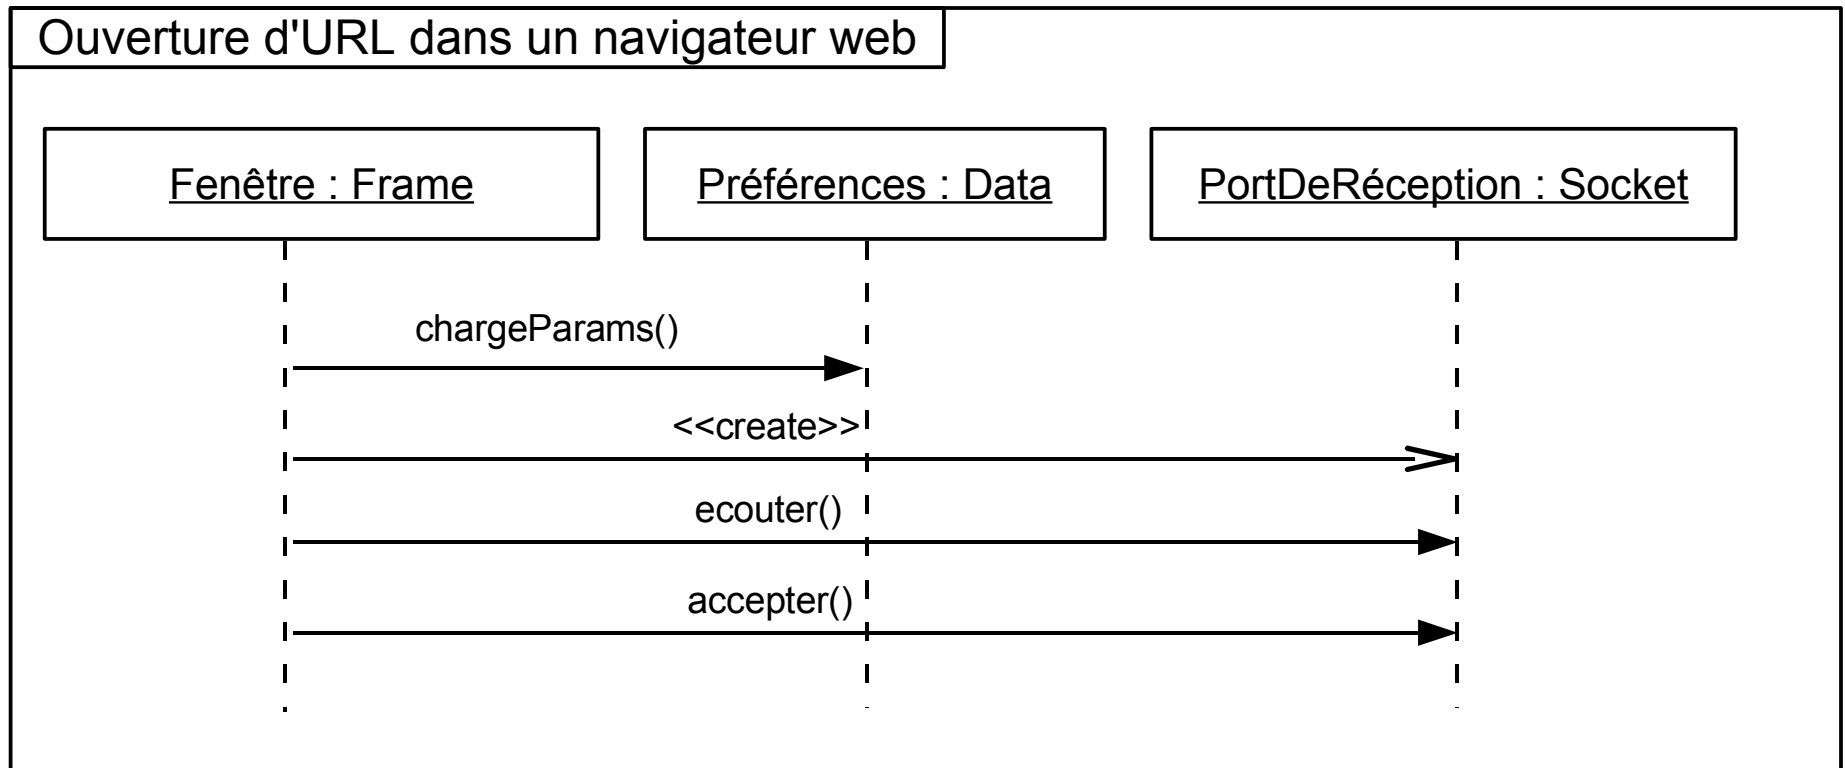 Ouverture d'URL dans un navigateur web
Fenêtre : Frame
Préférences : Data
PortDeRéception : Socket
chargeParams()
<<create>>
ecouter()
accepter()